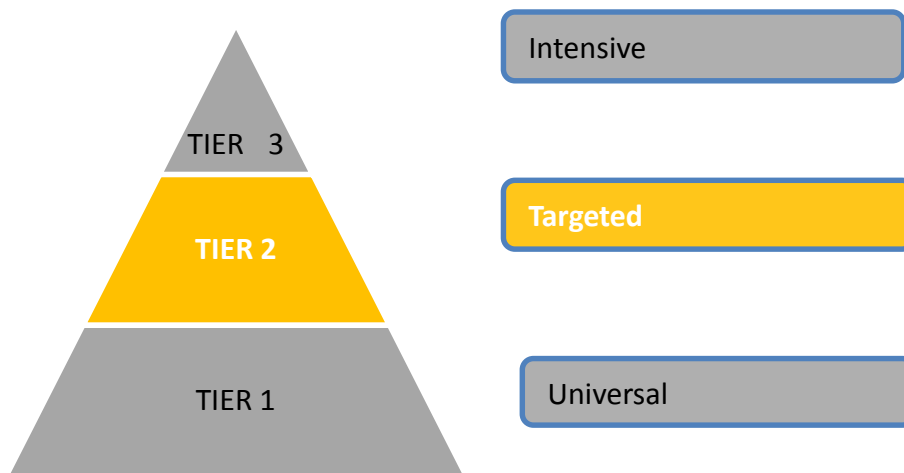 Intensive
TIER 3
Targeted
TIER 2
Universal
TIER 1